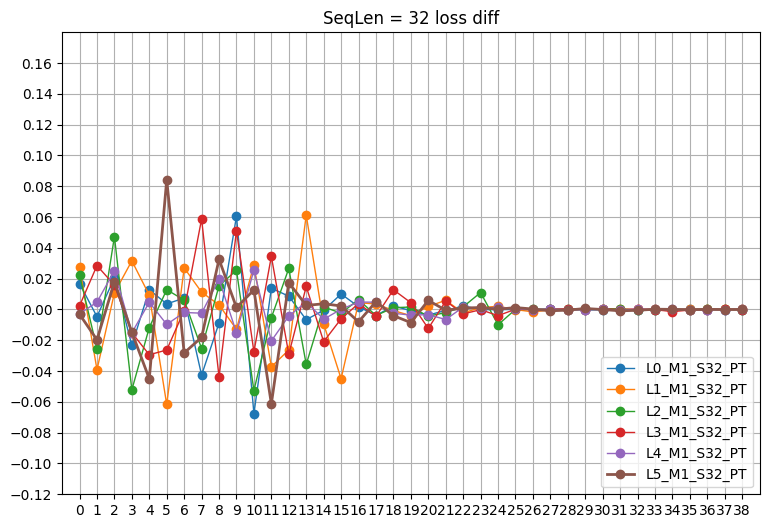 SeqLen = 32 loss diff
0.16
0.14
0.12
0.10
0.08
0.06
0.04
0.02
0.00
−0.02
−0.04
−0.06
−0.08
−0.10
−0.12
L0_M1_S32_PT
L1_M1_S32_PT
L2_M1_S32_PT
L3_M1_S32_PT
L4_M1_S32_PT
L5_M1_S32_PT
0 1 2 3 4 5 6 7 8 9 10 11 12 13 14 15 16 17 18 19 20 21 22 23 24 25 26 27 28 29 30 31 32 33 34 35 36 37 38